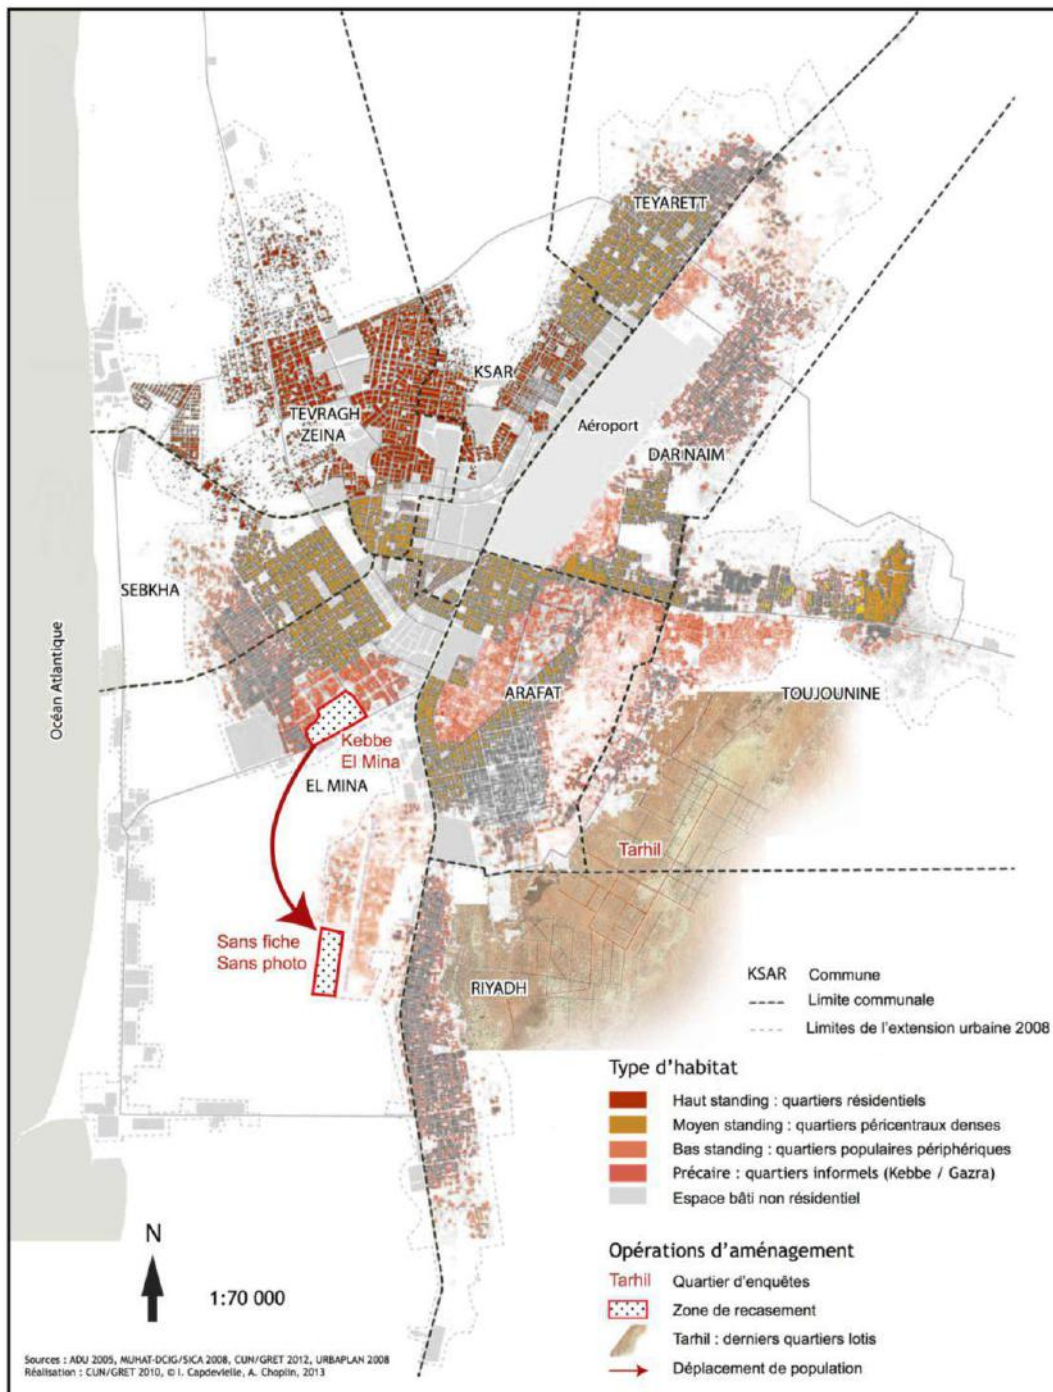 TEYARETT
KSAR
Aéroport
TEVRAGH
ZEINA
DAR NAIM
SEBKHA
Océan Atlantique
ARAFAT
TOUJOUNINE
Kebbe
El Mina
EL MINA
Tarhil
Sans fiche
Sans photo
RIYADH
KSAR Commune
Limite communale
Limites de l'extension urbaine 2008
Type d'habitat
Haut standing : quartiers résidentiels
Moyen standing : quartiers péricentraux denses
Bas standing : quartiers populaires périphériques
Précaire : quartiers informels (Kebbe / Gazra)
Espace bâti non résidentiel
N
1:70 000
Opérations d'aménagement
Tarhil Quartier d'enquêtes
Zone de recasement
Tarhil : derniers quartiers lotis
Déplacement de population
Sources : ADU 2005, MUHAT-DCIG/SICA 2008, CUN/GRET 2012, URBAPLAN 2008
Réalisation : CUN/GRET 2010, © I. Capdevielle, A. Choplin, 2013